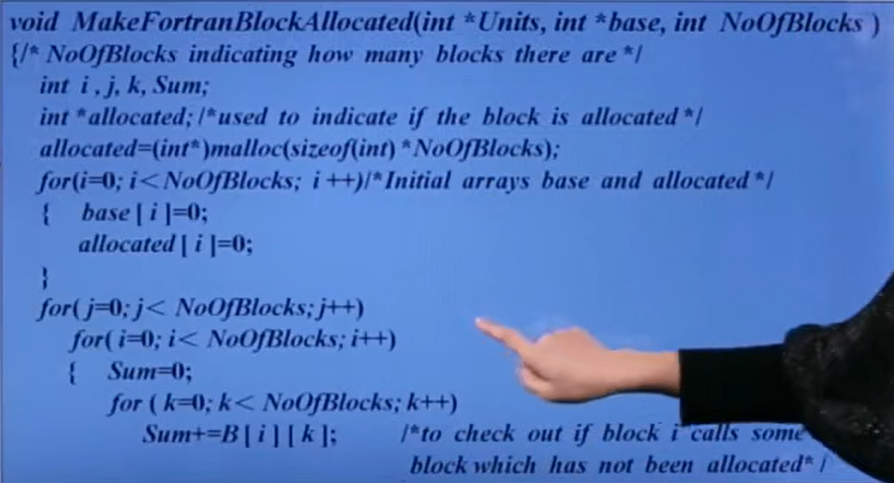 void MakeFortranBlockAllocated(int *Units, int *base, int NoOfBlocks )
{/* NoOfBlocks indicating how many blocks there are */
int i , j, k, Sum;
int *allocated; /*used to indicate if the block is allocated */
allocated=(int*)malloc(sizeof(int) *NoOfBlocks);
for(i=0; i<NoOfBlocks; i ++)/*Initial arrays base and allocated */
{ base [ i ]=0;
allocated [ i ]=0;
}
for( j=0; j< NoOfBlocks; j++)
for( i=0; i< NoOfBlocks; i++)
{ Sum=0;
for ( k=0; k< NoOfBlocks; k++)
Sum+=B [ i ] [ k ]; /*to check out if block i calls some
block which has not been allocated* /